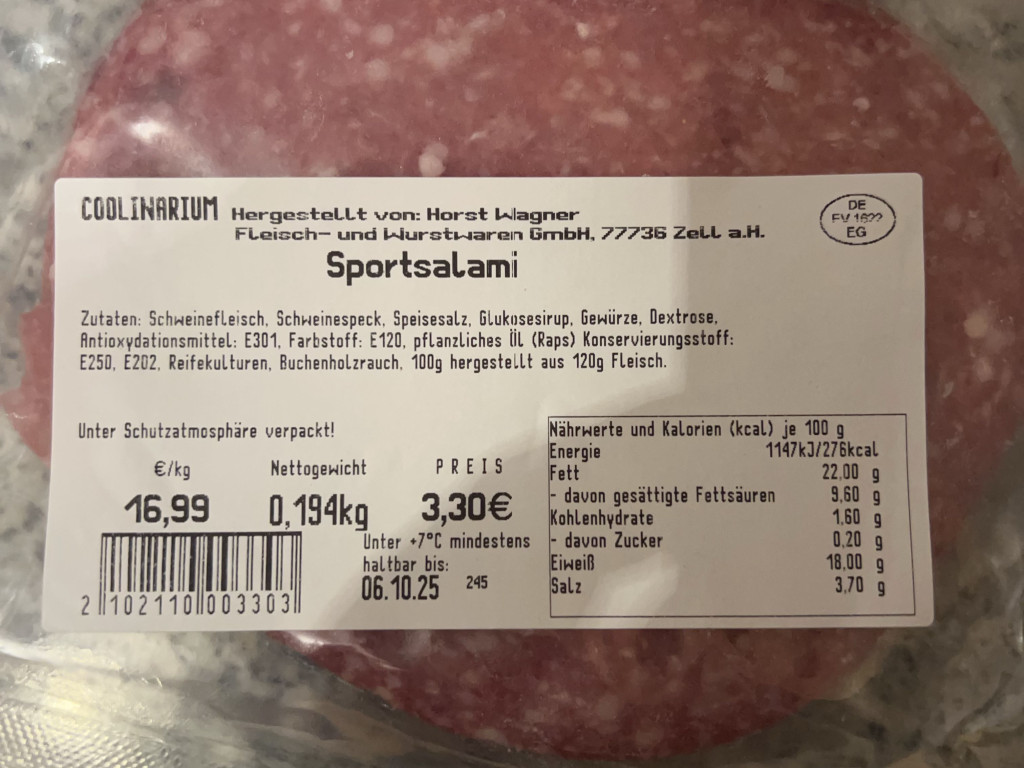 COOLINARIUM Hergestellt von: Horst Wagner
Fleisch- und Wurstwaren GmbH, 77736 Zell a.H.
DE
EV 1622
EG
Sportsalami
Zutaten: Schweinefleisch, Schweinespeck, Speisesalz, Glukosesirup, Gewürze, Dextrose,
Antioxydationsmittel: E301, Farbstoff: E120, pflanzliches Öl (Raps) Konservierungsstoff:
E250, E202, Reifekulturen, Buchenholzrauch, 100g hergestellt aus 120g Fleisch.
Unter Schutzatmosphäre verpackt!
€/kg Nettogewicht PREIS
16,99 0,194kg 3,30€
Unter +7°C mindestens
haltbar bis:
06.10.25 245
2 102110 003303
Nährwerte und Kalorien (kcal) je 100 g
Energie 1147kJ/276kcal
Fett 22,00 g
- davon gesättigte Fettsäuren 9,60 g
Kohlenhydrate 1,60 g
- davon Zucker 0,20 g
Eiweiß 18,00 g
Salz 3,70 g